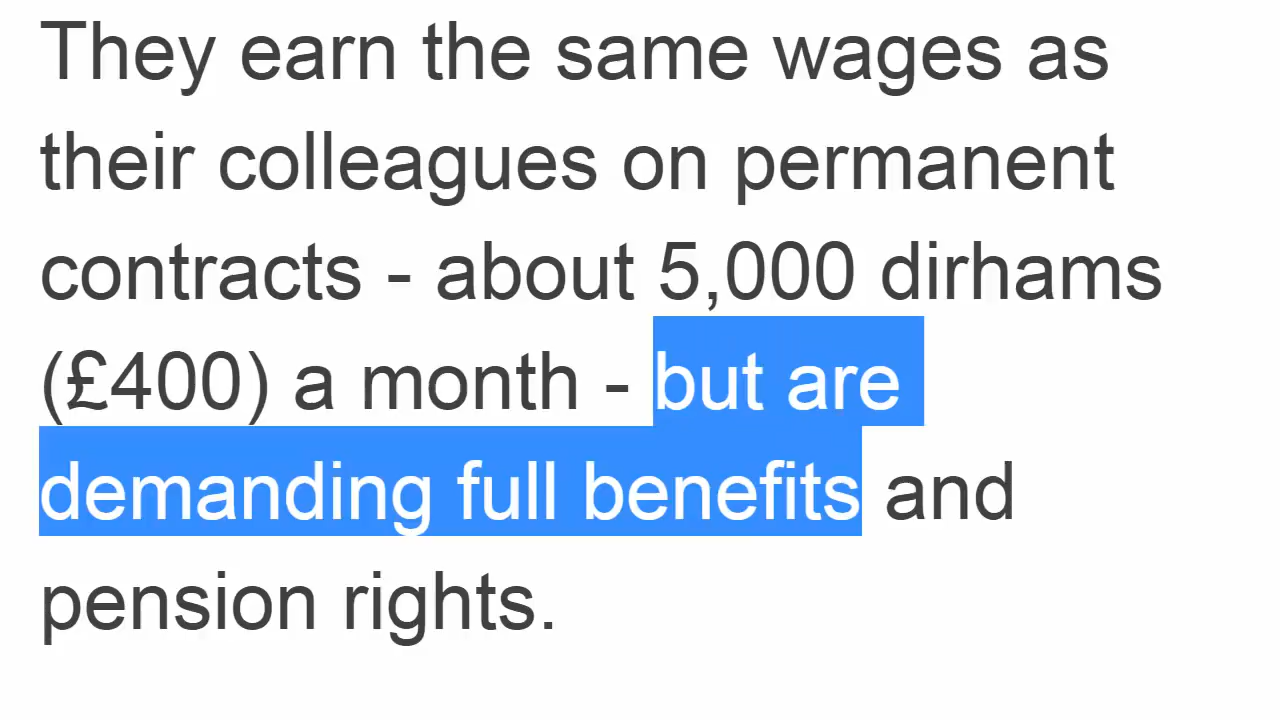 They earn the same wages as
their colleagues on permanent
contracts - about 5,000 dirhams
(£400) a month - but are
demanding full benefits and
pension rights.